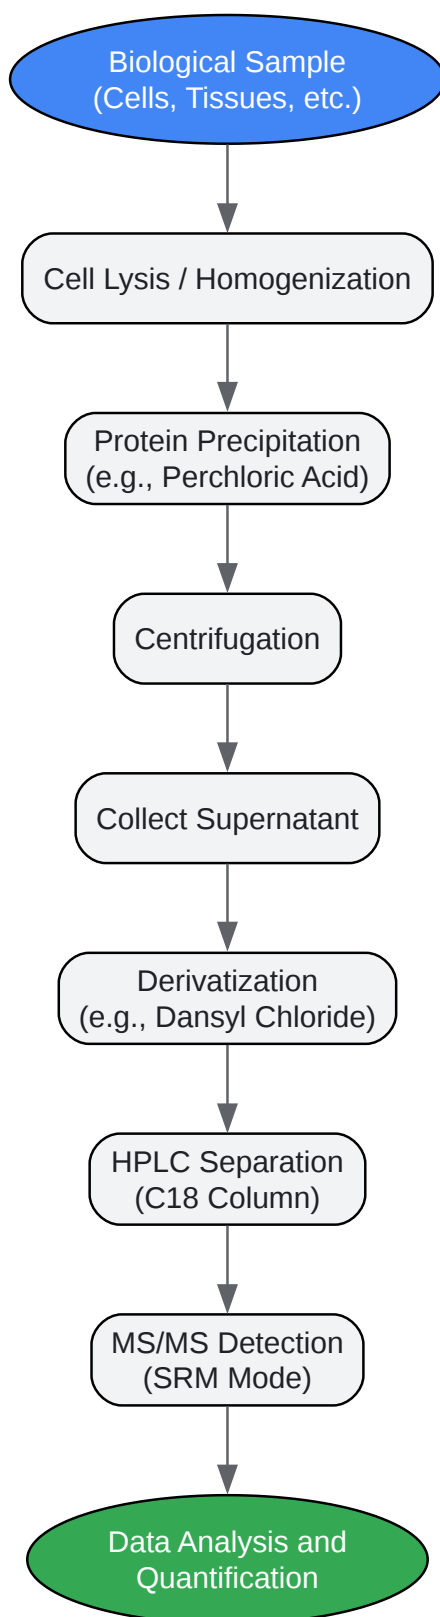 Biological Sample
(Cells, Tissues, etc.)
Cell Lysis / Homogenization
Protein Precipitation
(e.g., Perchloric Acid)
Centrifugation
Collect Supernatant
Derivatization
(e.g., Dansyl Chloride)
HPLC Separation
(C18 Column)
MS/MS Detection
(SRM Mode)
Data Analysis and
Quantification